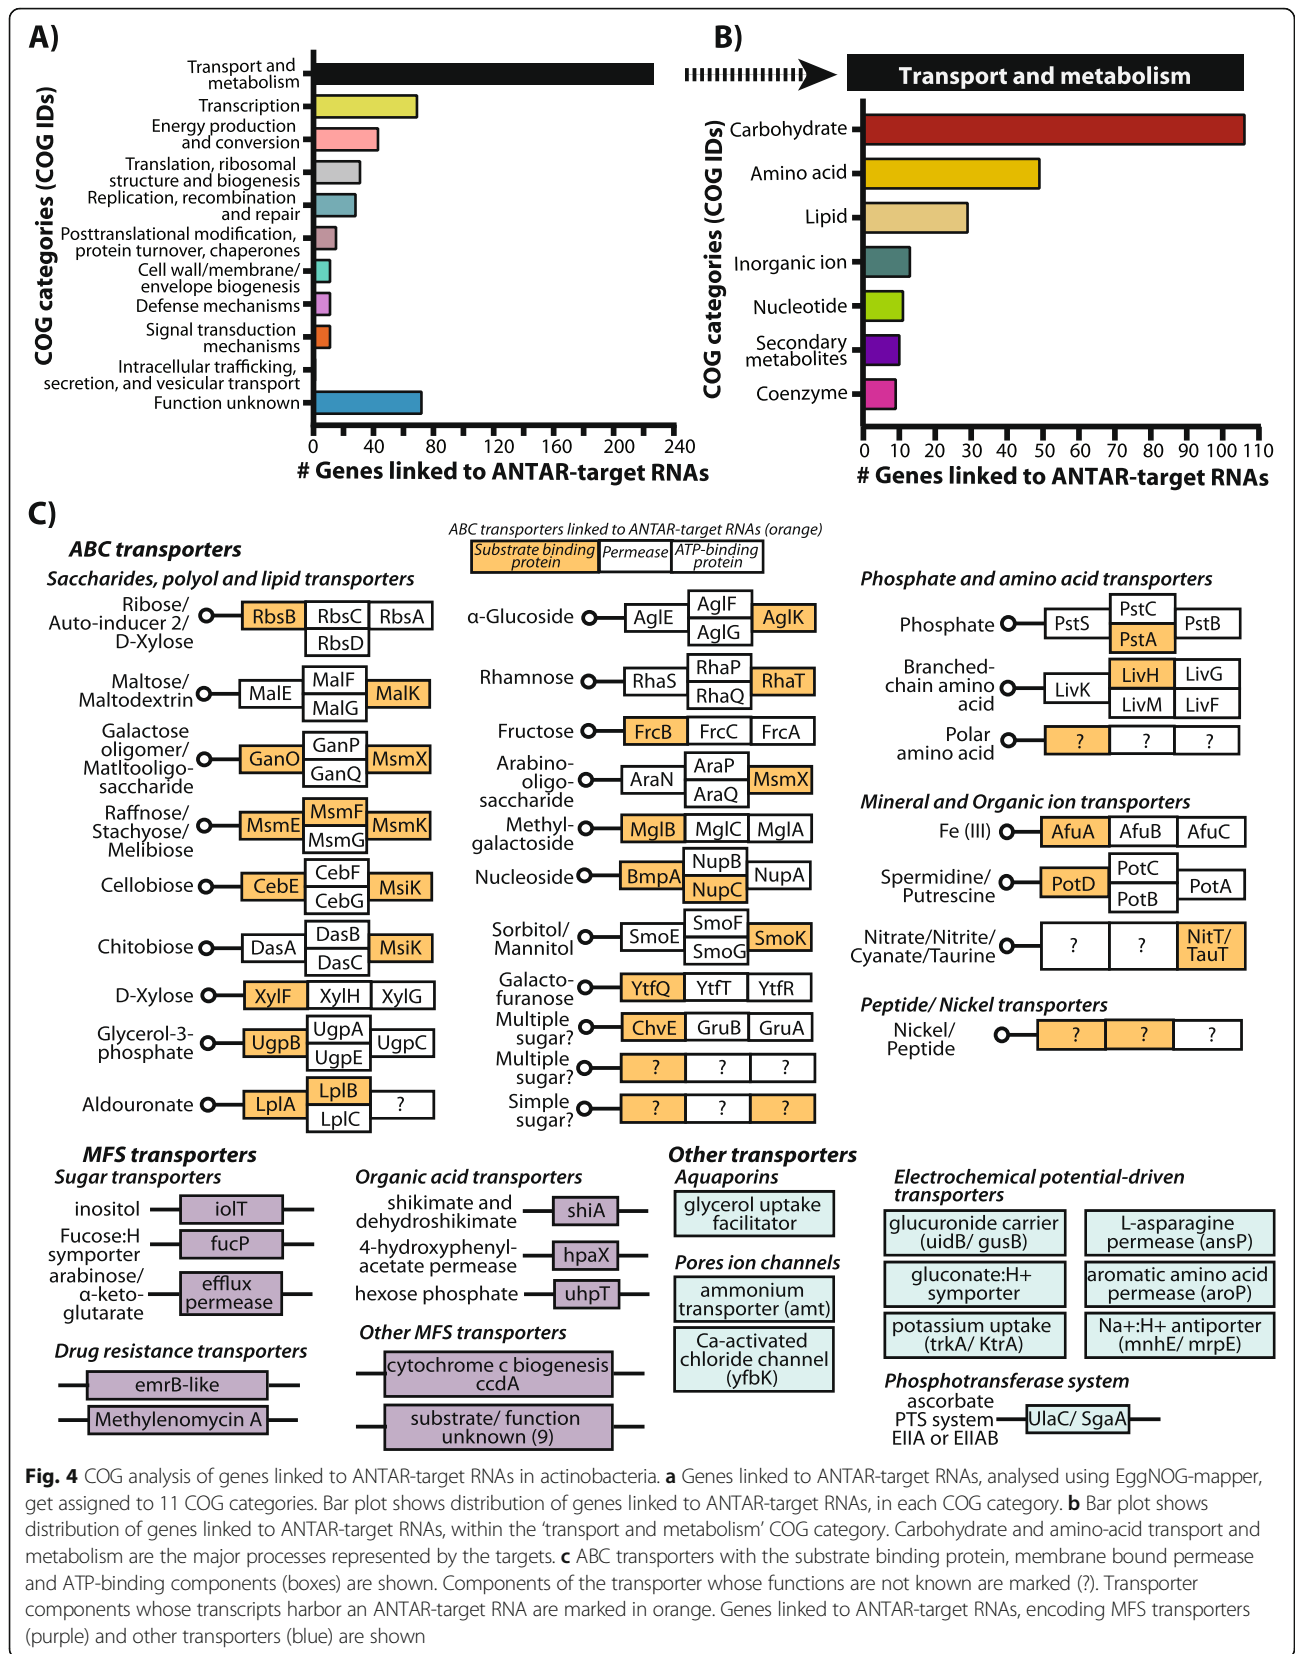 A)
COG categories (COG IDs)
Transport and
metabolism
Transcription
Energy production
and conversion
Translation, ribosomal
structure and biogenesis
Replication, recombination
and repair
Posttranslational modification,
protein turnover, chaperones
Cell wall/membrane/
envelope biogenesis
Defense mechanisms
Signal transduction
mechanisms
Intracellular trafficking,
secretion, and vesicular transport
Function unknown
0 40 80 120 160 200 240
# Genes linked to ANTAR-target RNAs
B)
Transport and metabolism
COG categories (COG IDs)
Carbohydrate
Amino acid
Lipid
Inorganic ion
Nucleotide
Secondary
metabolites
Coenzyme
0 10 20 30 40 50 60 70 80 90 100 110
# Genes linked to ANTAR-target RNAs
C)
ABC transporters linked to ANTAR-target RNAs (orange)
Substrate binding
protein
Permease
ATP-binding
protein
ABC transporters
Saccharides, polyol and lipid transporters
Ribose/
Auto-inducer 2/
D-Xylose
RbsB RbsC RbsA
RbsD
Maltose/
Maltodextrin
MalE MalF MalK
MalG
Galactose
oligomer/
Matltooligo-
saccharide
GanO GanP MsmX
GanQ
Raffnose/
Stachyose/
Melibiose
MsmE MsmF MsmK
MsmG
Cellobiose
CebE CebF MsiK
CebG
Chitobiose
DasA DasB MsiK
DasC
D-Xylose
XylF XylH XylG
Glycerol-3-
phosphate
UgpB UgpA UgpC
UgpE
Aldouronate
LplA LplB ?
LplC
α-Glucoside
AglE AglF AglK
AglG
Rhamnose
RhaS RhaP RhaT
RhaQ
Fructose
FrcB FrcC FrcA
Arabino-
oligo-
saccharide
AraN AraP MsmX
AraQ
Methyl-
galactoside
MglB MglC MglA
Nucleoside
BmpA NupB NupA
NupC
Sorbitol/
Mannitol
SmoE SmoF SmoK
SmoG
Galacto-
furanose
YtfQ YtfT YtfR
Multiple
sugar?
ChvE GruB GruA
Multiple
sugar?
? ? ?
Simple
sugar?
? ? ?
Phosphate and amino acid transporters
Phosphate
PstS PstC PstB
PstA
Branched-
chain amino
acid
LivK LivH LivG
LivM LivF
Polar
amino acid
? ? ?
Mineral and Organic ion transporters
Fe (III)
AfuA AfuB AfuC
Spermidine/
Putrescine
PotD PotC PotA
PotB
Nitrate/Nitrite/
Cyanate/Taurine
? ? NitT/
TauT
Peptide/ Nickel transporters
Nickel/
Peptide
? ? ?
MFS transporters
Sugar transporters
inositol
iolT
Fucose:H
symporter
fucP
arabinose/
α-keto-
glutarate
efflux
permease
Drug resistance transporters
emrB-like
Methylenomycin A
Organic acid transporters
shikimate and
dehydroshikimate
shiA
4-hydroxyphenyl-
acetate permease
hpaX
hexose phosphate
uhpT
Other MFS transporters
cytochrome c biogenesis
ccdA
substrate/ function
unknown (9)
Other transporters
Aquaporins
glycerol uptake
facilitator
Pores ion channels
ammonium
transporter (amt)
Ca-activated
chloride channel
(yfbK)
Electrochemical potential-driven
transporters
glucuronide carrier
(uidB/ gusB)
L-asparagine
permease (ansP)
gluconate:H+
symporter
aromatic amino acid
permease (aroP)
potassium uptake
(trkA/ KtrA)
Na+:H+ antiporter
(mnhE/ mrpE)
Phosphotransferase system
ascorbate
PTS system
EIIA or EIIAB
UlaC/ SgaA
Fig. 4 COG analysis of genes linked to ANTAR-target RNAs in actinobacteria. a Genes linked to ANTAR-target RNAs, analysed using EggNOG-mapper,
get assigned to 11 COG categories. Bar plot shows distribution of genes linked to ANTAR-target RNAs, in each COG category. b Bar plot shows
distribution of genes linked to ANTAR-target RNAs, within the ‘transport and metabolism’ COG category. Carbohydrate and amino-acid transport and
metabolism are the major processes represented by the targets. c ABC transporters with the substrate binding protein, membrane bound permease
and ATP-binding components (boxes) are shown. Components of the transporter whose functions are not known are marked (?). Transporter
components whose transcripts harbor an ANTAR-target RNA are marked in orange. Genes linked to ANTAR-target RNAs, encoding MFS transporters
(purple) and other transporters (blue) are shown